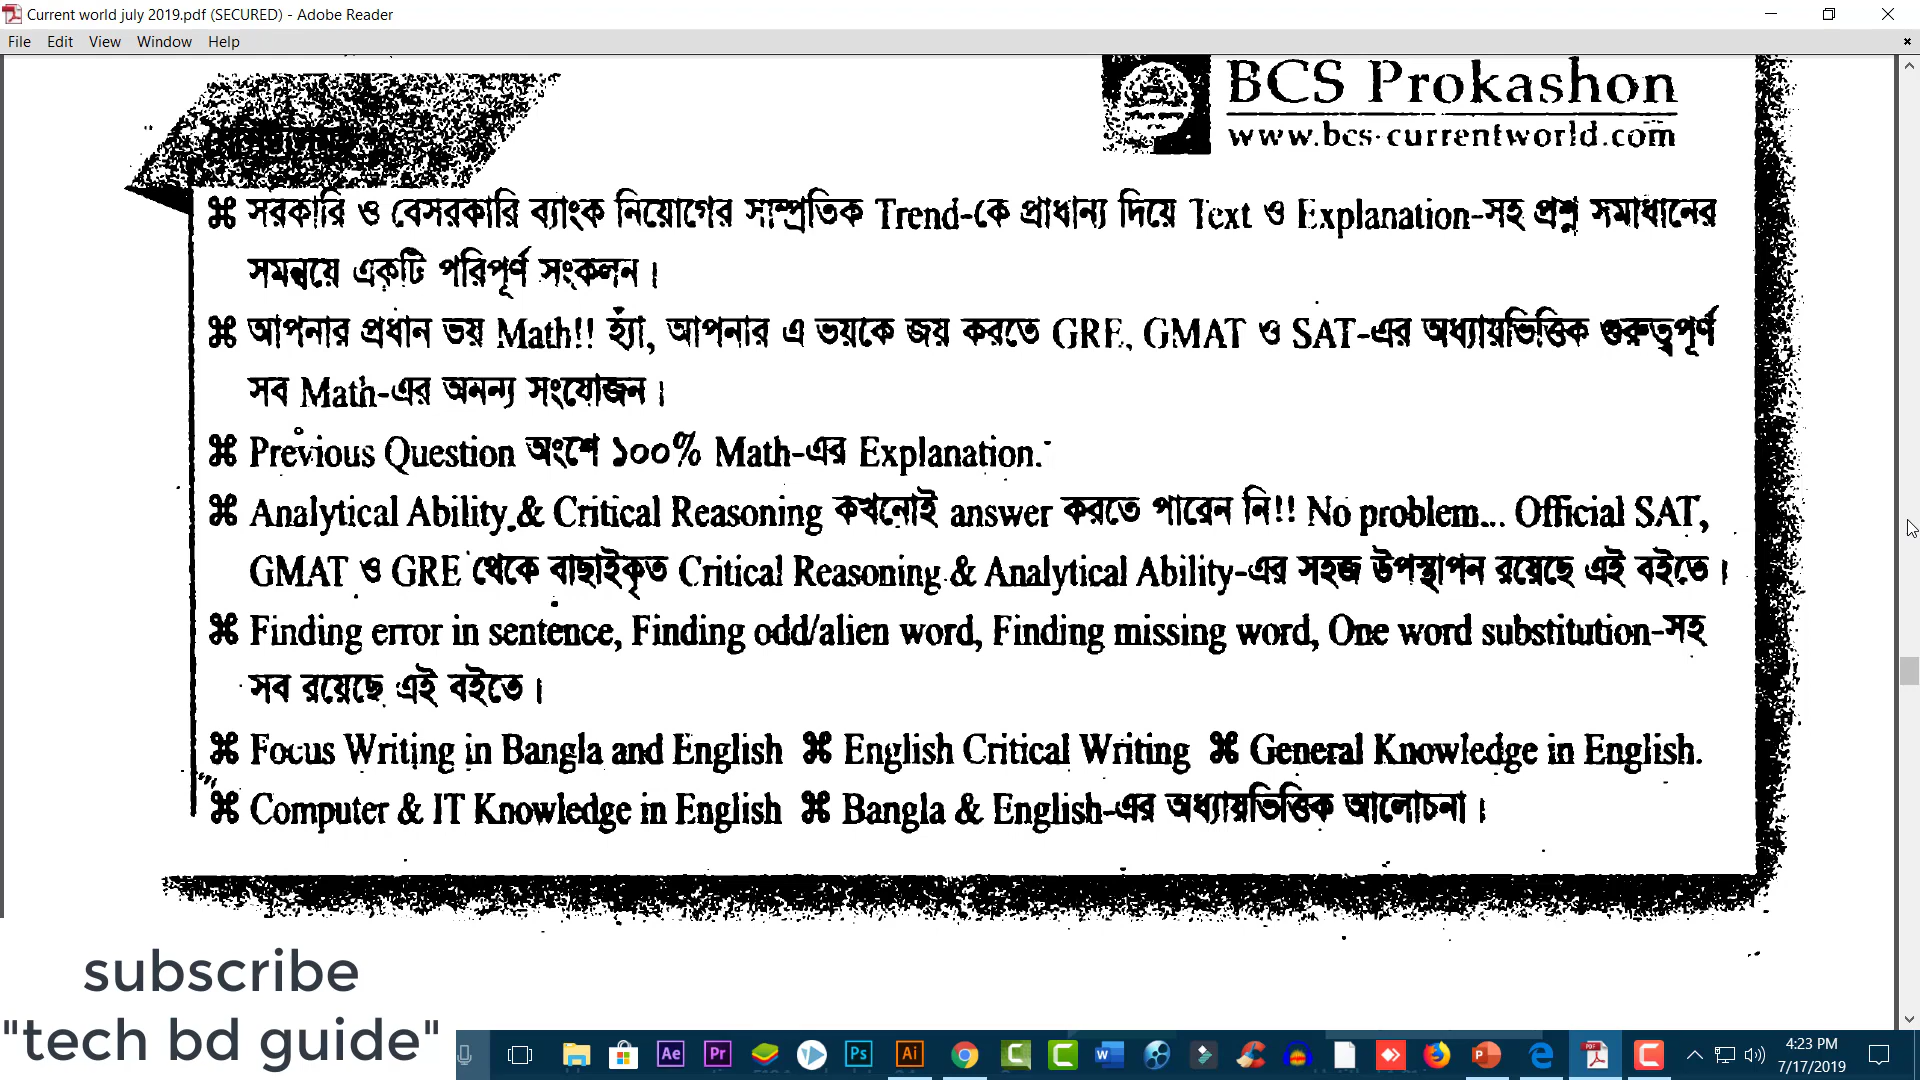 Current world july 2019.pdf (SECURED) - Adobe Reader
File Edit View Window Help
BCS Prokashon
www.bcs-currentworld.com
⌘ সরকারি ও বেসরকারি ব্যাংক নিয়োগের সাম্প্রতিক Trend-কে প্রাধান্য দিয়ে Text ও Explanation-সহ প্রশ্ন সমাধানের
সমন্বয়ে একটি পরিপূর্ণ সংকলন।
⌘ আপনার প্রধান ভয় Math!! হ্যাঁ, আপনার এ ভয়কে জয় করতে GRE, GMAT ও SAT-এর অধ্যায়ভিত্তিক গুরুত্বপূর্ণ
সব Math-এর অনন্য সংযোজন।
⌘ Previous Question অংশে ১০০% Math-এর Explanation.
⌘ Analytical Ability & Critical Reasoning কখনোই answer করতে পারেন নি!! No problem... Official SAT,
GMAT ও GRE থেকে বাছাইকৃত Critical Reasoning & Analytical Ability-এর সহজ উপস্থাপন রয়েছে এই বইতে।
⌘ Finding error in sentence, Finding odd/alien word, Finding missing word, One word substitution-সহ
সব রয়েছে এই বইতে।
⌘ Focus Writing in Bangla and English ⌘ English Critical Writing ⌘ General Knowledge in English.
⌘ Computer & IT Knowledge in English ⌘ Bangla & English-এর অধ্যায়ভিত্তিক আলোচনা।
subscribe
"tech bd guide"
Ae Pr Ps Ai
4:23 PM
7/17/2019